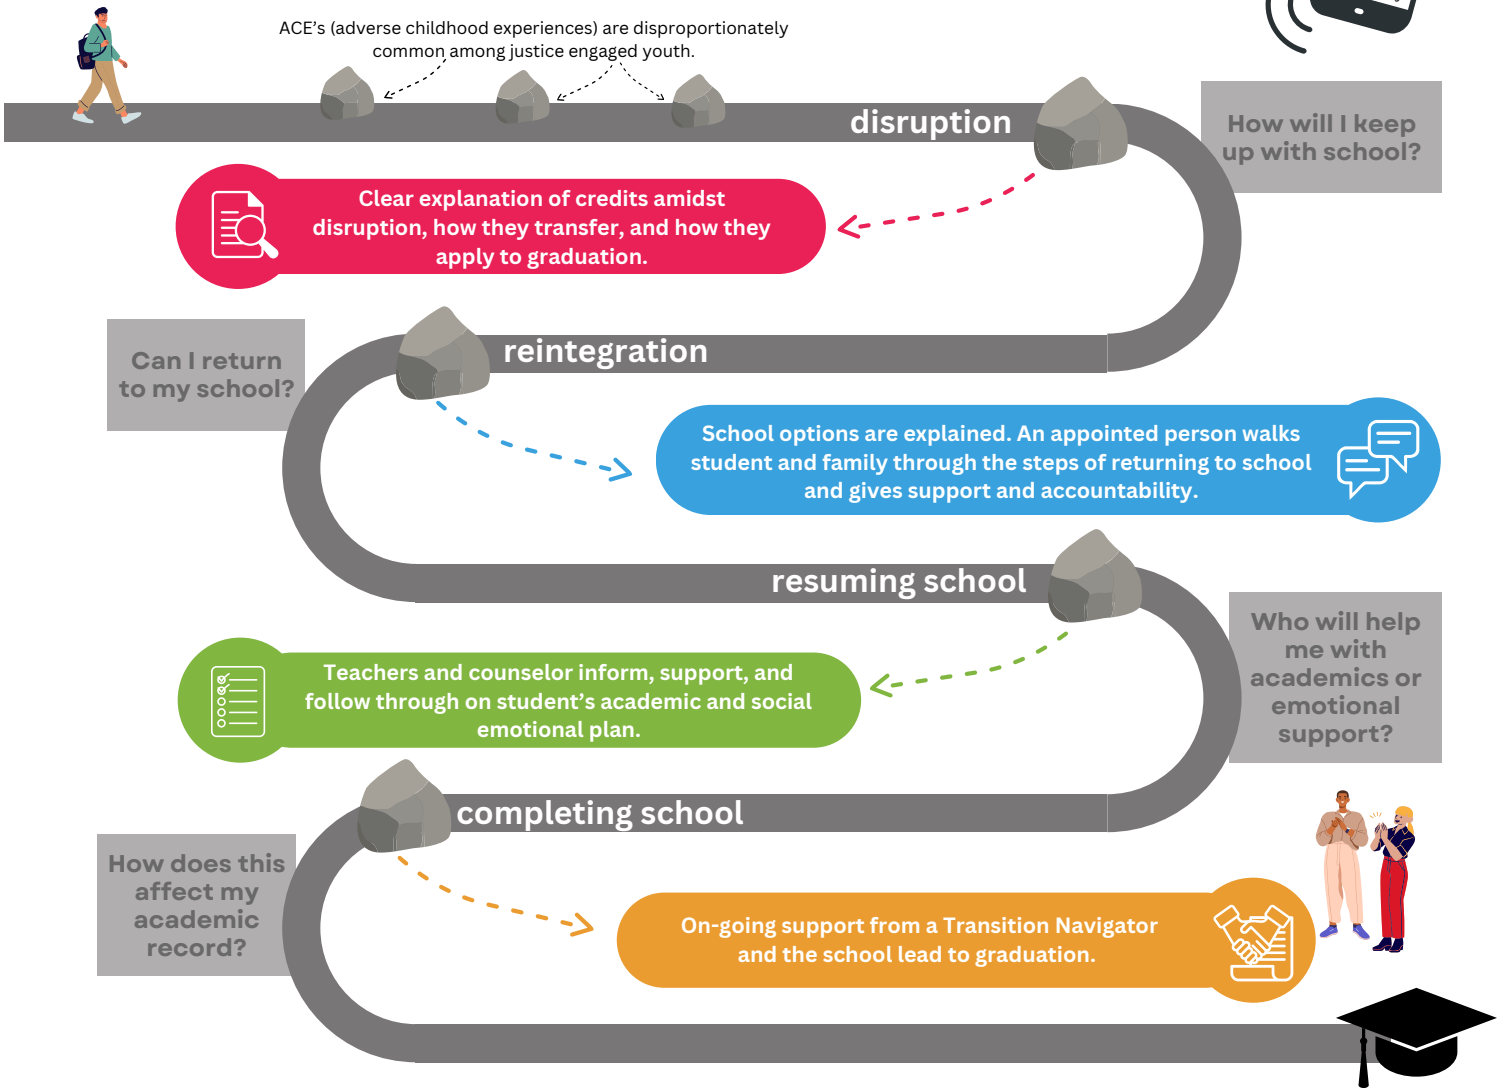 ACE's (adverse childhood experiences) are disproportionately
common among justice engaged youth.
disruption
How will I keep
up with school?
Clear explanation of credits amidst
disruption, how they transfer, and how they
apply to graduation.
Can I return
to my school?
reintegration
School options are explained. An appointed person walks
student and family through the steps of returning to school
and gives support and accountability.
resuming school
Who will help
me with
academics or
emotional
support?
Teachers and counselor inform, support, and
follow through on student's academic and social
emotional plan.
completing school
How does this
affect my
academic
record?
On-going support from a Transition Navigator
and the school lead to graduation.